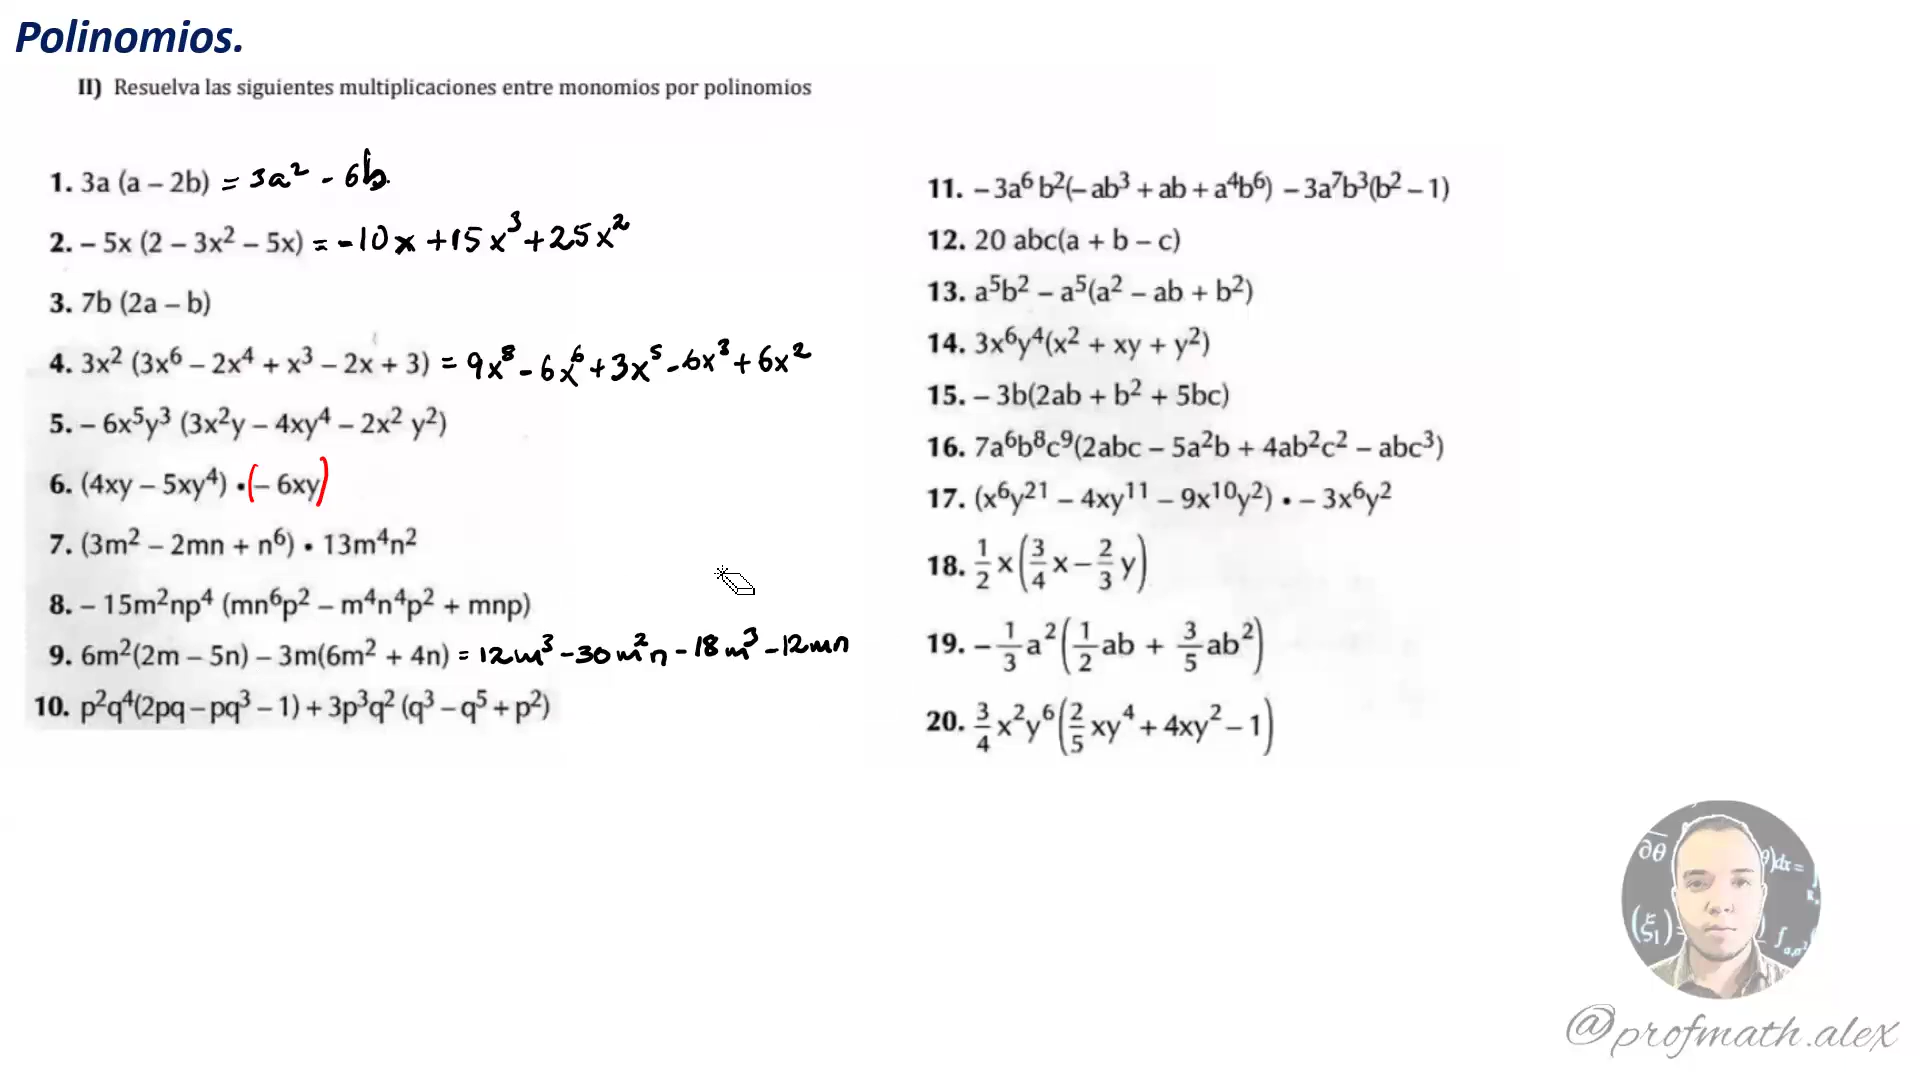 Polinomios.
II) Resuelva las siguientes multiplicaciones entre monomios por polinomios
1. 3a (a – 2b) = 3a² - 6b.
2. – 5x (2 – 3x² – 5x) = -10x +15x³ +25x²
3. 7b (2a – b)
4. 3x² (3x⁶ – 2x⁴ + x³ – 2x + 3) = 9x⁸ - 6x⁶ + 3x⁵ - 6x³ + 6x²
5. – 6x⁵y³ (3x²y – 4xy⁴ – 2x² y²)
6. (4xy – 5xy⁴) • (– 6xy)
7. (3m² – 2mn + n⁶) • 13m⁴n²
8. – 15m²np⁴ (mn⁶p² – m⁴n⁴p² + mnp)
9. 6m²(2m – 5n) – 3m(6m² + 4n) = 12m³ - 30m²n - 18m³ - 12mn
10. p²q⁴(2pq – pq³ – 1) + 3p³q² (q³ – q⁵ + p²)
11. – 3a⁶ b²(– ab³ + ab + a⁴b⁶) – 3a⁷b³(b² – 1)
12. 20 abc(a + b – c)
13. a⁵b² – a⁵(a² – ab + b²)
14. 3x⁶y⁴(x² + xy + y²)
15. – 3b(2ab + b² + 5bc)
16. 7a⁶b⁸c⁹(2abc – 5a²b + 4ab²c² – abc³)
17. (x⁶y²¹ – 4xy¹¹ – 9x¹⁰y²) • – 3x⁶y²
18. 1/2 x (3/4 x – 2/3 y)
19. – 1/3 a² (1/2 ab + 3/5 ab²)
20. 3/4 x²y⁶ (2/5 xy⁴ + 4xy² – 1)
@profmath.alex